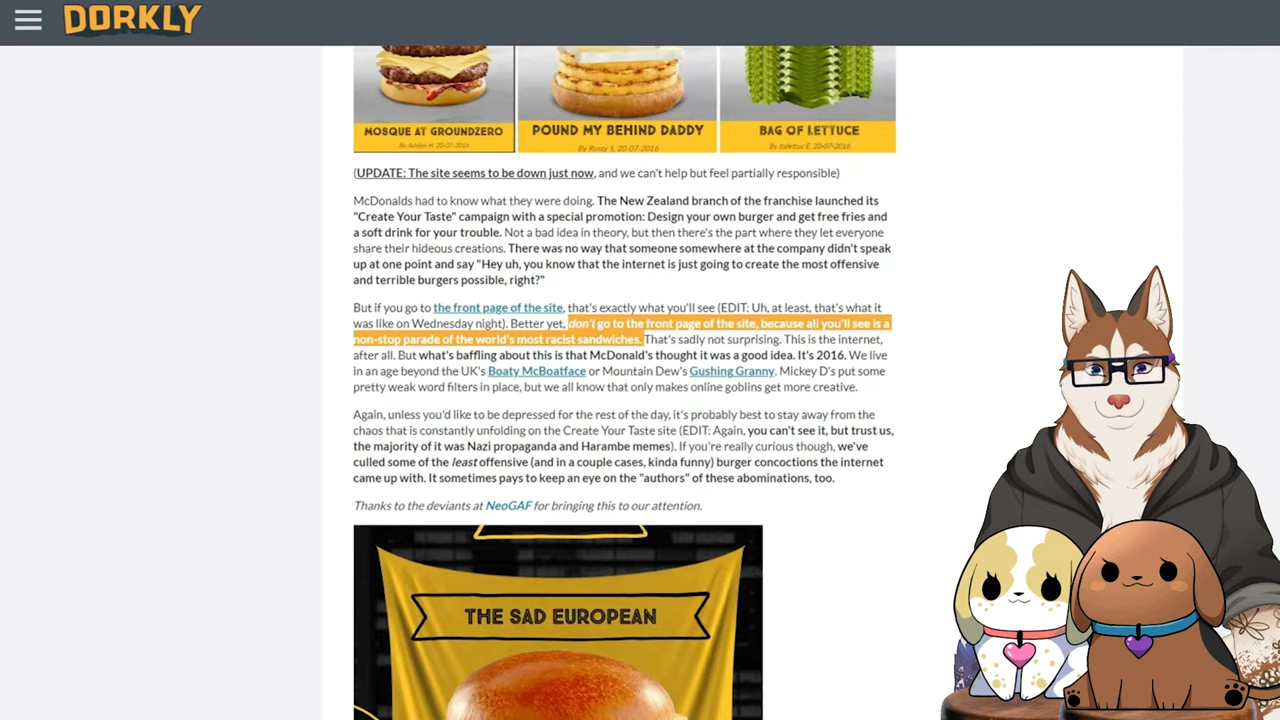 DORKLY
MOSQUE AT GROUNDZERO
By Adolph H. 20-07-2016
POUND MY BEHIND DADDY
By Russy S. 20-07-2016
BAG OF LETTUCE
20-07-2016
(UPDATE: The site seems to be down just now, and we can't help but feel partially responsible)
McDonalds had to know what they were doing. The New Zealand branch of the franchise launched its
"Create Your Taste" campaign with a special promotion: Design your own burger and get free fries and
a soft drink for your trouble. Not a bad idea in theory, but then there's the part where they let everyone
share their hideous creations. There was no way that someone somewhere at the company didn't speak
up at one point and say "Hey uh, you know that the internet is just going to create the most offensive
and terrible burgers possible, right?"
But if you go to the front page of the site, that's exactly what you'll see (EDIT: Uh, at least, that's what it
was like on Wednesday night). Better yet, don't go to the front page of the site, because all you'll see is a
non-stop parade of the world's most racist sandwiches. That's sadly not surprising. This is the internet,
after all. But what's baffling about this is that McDonald's thought it was a good idea. It's 2016. We live
in an age beyond the UK's Boaty McBoatface or Mountain Dew's Gushing Granny. Mickey D's put some
pretty weak word filters in place, but we all know that only makes online goblins get more creative.
Again, unless you'd like to be depressed for the rest of the day, it's probably best to stay away from the
chaos that is constantly unfolding on the Create Your Taste site (EDIT: Again, you can't see it, but trust us,
the majority of it was Nazi propaganda and Harambe memes). If you're really curious though, we've
culled some of the least offensive (and in a couple cases, kinda funny) burger concoctions the internet
came up with. It sometimes pays to keep an eye on the "authors" of these abominations, too.
Thanks to the deviants at NeoGAF for bringing this to our attention.
THE SAD EUROPEAN